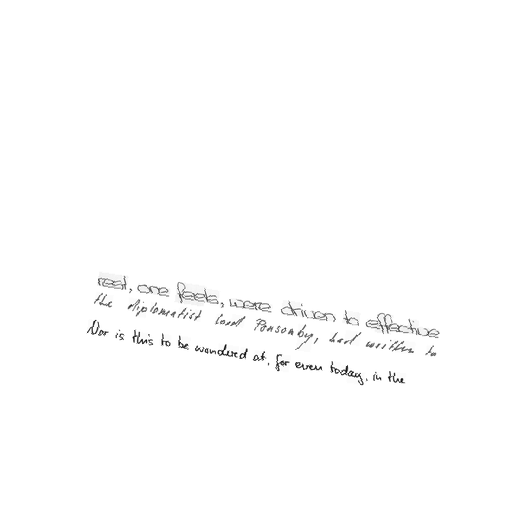 rest, one feels, were driven to effective
the diplomatist Lord Ponsonby, had written to
Nor is this to be wondered at, for even today, in the